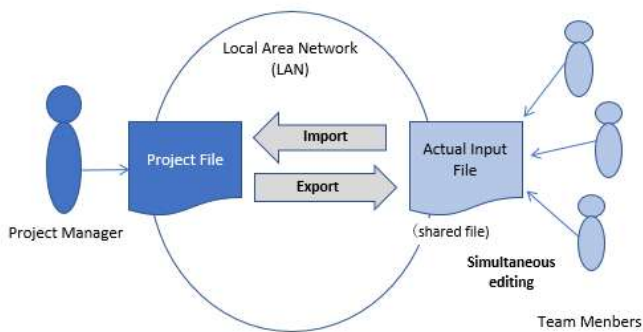 Local Area Network
(LAN)
Import
Project File
Export
Actual Input
File
Project Manager
(shared file)
Simultaneous
editing
Team Menbers